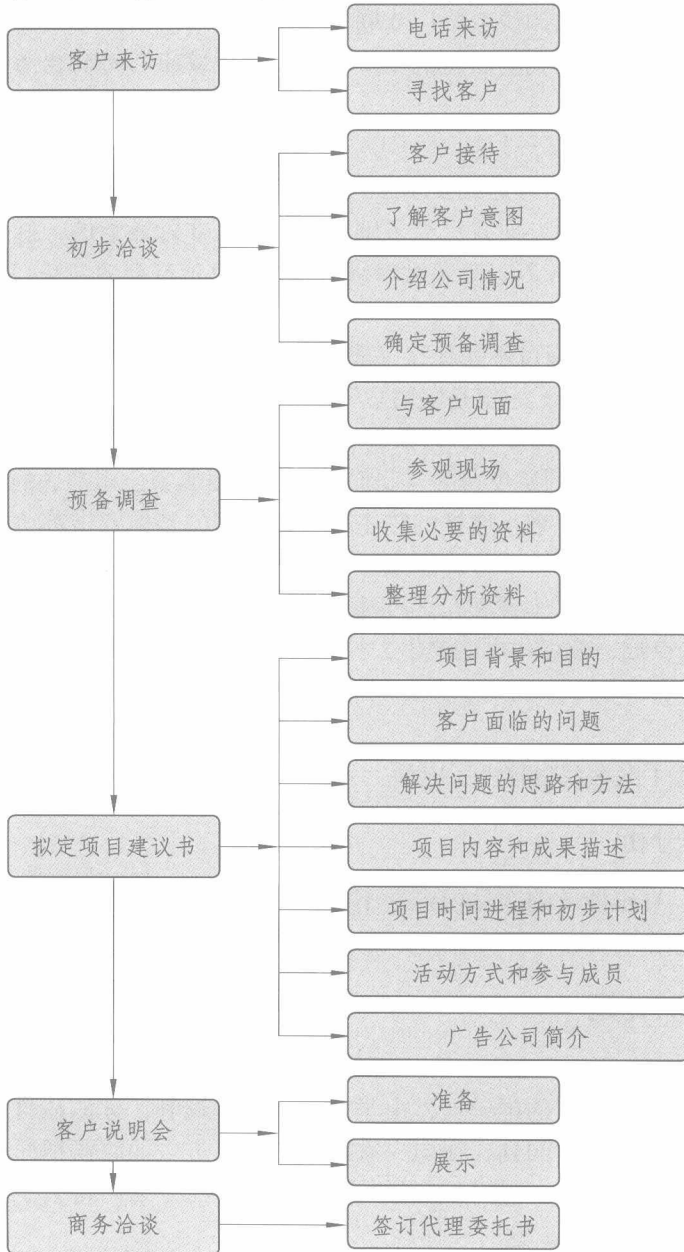 客户来访
电话来访
寻找客户
初步洽谈
客户接待
了解客户意图
介绍公司情况
确定预备调查
预备调查
与客户见面
参观现场
收集必要的资料
整理分析资料
拟定项目建议书
项目背景和目的
客户面临的问题
解决问题的思路和方法
项目内容和成果描述
项目时间进程和初步计划
活动方式和参与成员
广告公司简介
客户说明会
准备
展示
商务洽谈
签订代理委托书